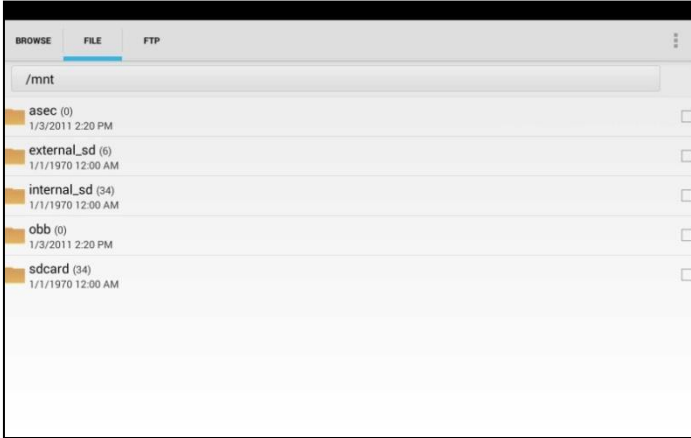 BROWSE FILE FTP
/mnt
asec (0)
1/3/2011 2:20 PM
external_sd (6)
1/1/1970 12:00 AM
internal_sd (34)
1/1/1970 12:00 AM
obb (0)
1/3/2011 2:20 PM
sdcard (34)
1/1/1970 12:00 AM